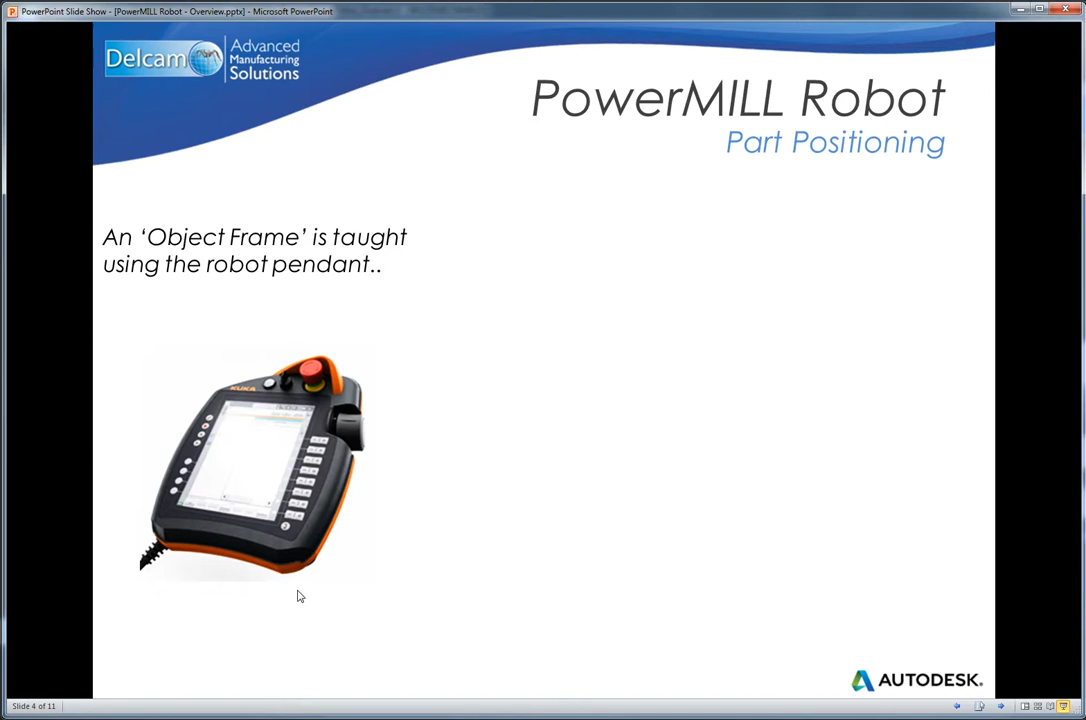 PowerPoint Slide Show - [PowerMILL Robot - Overview.pptx] - Microsoft PowerPoint
Delcam
Advanced
Manufacturing
Solutions
PowerMILL Robot
Part Positioning
An ‘Object Frame’ is taught
using the robot pendant..
KUKA
AUTODESK.
Slide 4 of 11